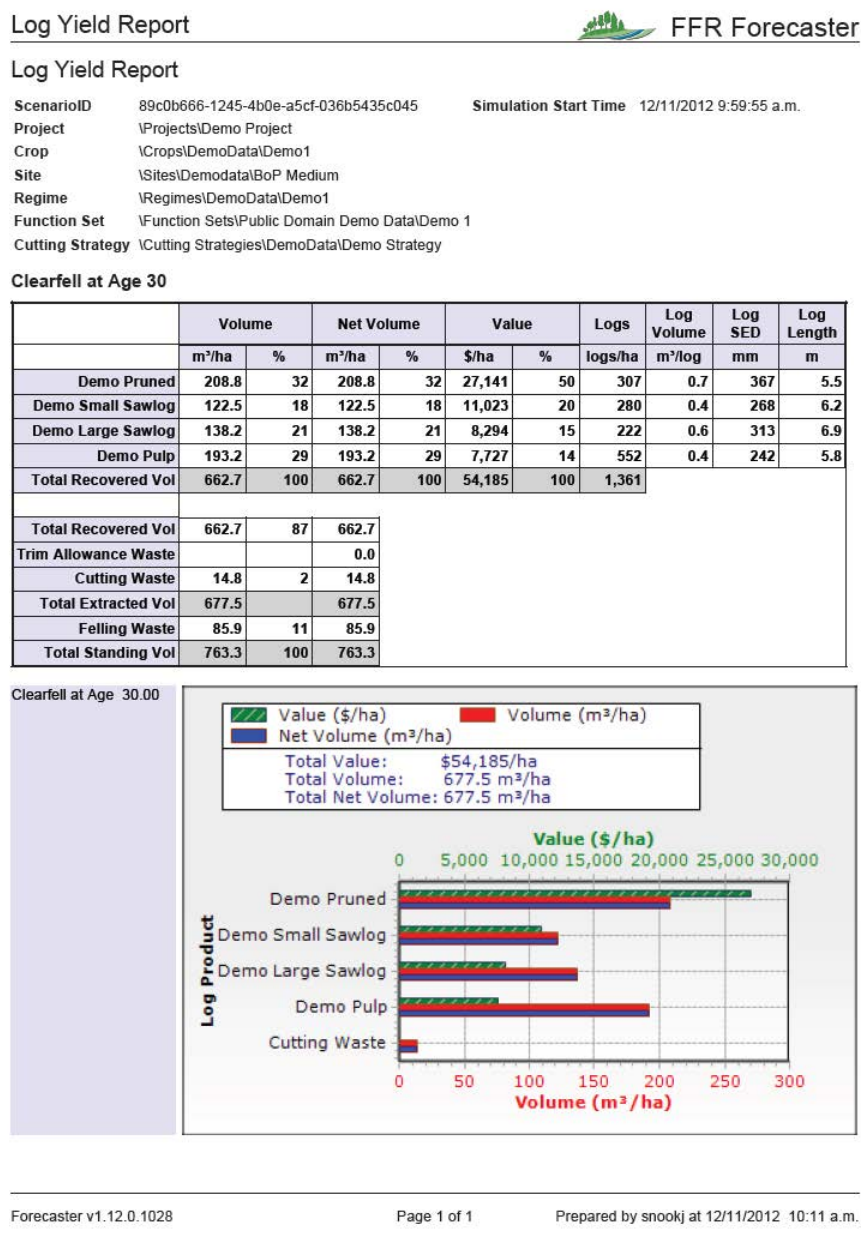 Log Yield Report FFR Forecaster
Log Yield Report
ScenarioID 89c0b666-1245-4b0e-a5cf-036b5435c045 Simulation Start Time 12/11/2012 9:59:55 a.m.
Project \Projects\Demo Project
Crop \Crops\DemoData\Demo1
Site \Sites\Demodata\BoP Medium
Regime \Regimes\DemoData\Demo1
Function Set \Function Sets\Public Domain Demo Data\Demo 1
Cutting Strategy \Cutting Strategies\DemoData\Demo Strategy
Clearfell at Age 30
Volume Net Volume Value Logs Log Volume Log SED Log Length
m³/ha % m³/ha % $/ha % logs/ha m³/log mm m
Demo Pruned 208.8 32 208.8 32 27,141 50 307 0.7 367 5.5
Demo Small Sawlog 122.5 18 122.5 18 11,023 20 280 0.4 268 6.2
Demo Large Sawlog 138.2 21 138.2 21 8,294 15 222 0.6 313 6.9
Demo Pulp 193.2 29 193.2 29 7,727 14 552 0.4 242 5.8
Total Recovered Vol 662.7 100 662.7 100 54,185 100 1,361
Total Recovered Vol 662.7 87 662.7
Trim Allowance Waste 0.0
Cutting Waste 14.8 2 14.8
Total Extracted Vol 677.5 677.5
Felling Waste 85.9 11 85.9
Total Standing Vol 763.3 100 763.3
Clearfell at Age 30.00
Value ($/ha) Volume (m³/ha)
Net Volume (m³/ha)
Total Value: $54,185/ha
Total Volume: 677.5 m³/ha
Total Net Volume: 677.5 m³/ha
Value ($/ha)
0 5,000 10,000 15,000 20,000 25,000 30,000
Log Product
Demo Pruned
Demo Small Sawlog
Demo Large Sawlog
Demo Pulp
Cutting Waste
0 50 100 150 200 250 300
Volume (m³/ha)
Forecaster v1.12.0.1028 Page 1 of 1 Prepared by snookj at 12/11/2012 10:11 a.m.